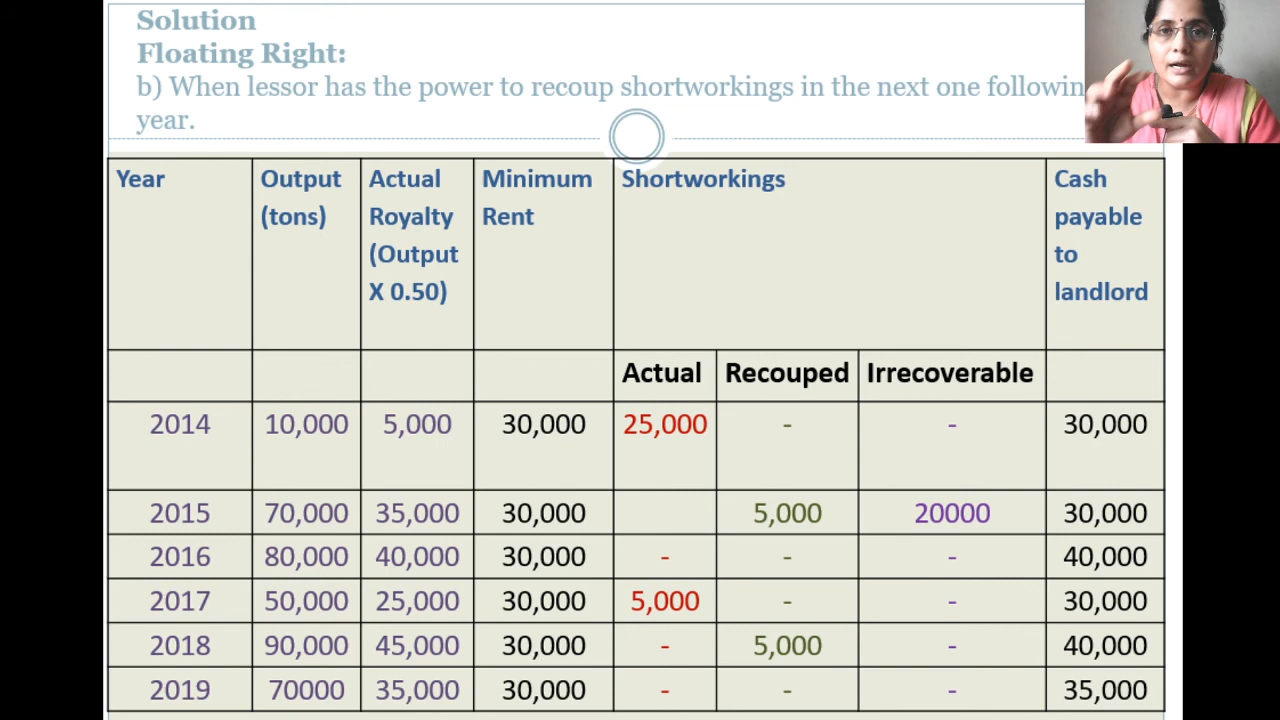 Solution
Floating Right:
b) When lessor has the power to recoup shortworkings in the next one followin
year.
Year Output (tons) Actual Royalty (Output X 0.50) Minimum Rent Shortworkings Cash payable to landlord
Actual Recouped Irrecoverable
2014 10,000 5,000 30,000 25,000 - - 30,000
2015 70,000 35,000 30,000 5,000 20000 30,000
2016 80,000 40,000 30,000 - - - 40,000
2017 50,000 25,000 30,000 5,000 - - 30,000
2018 90,000 45,000 30,000 - 5,000 - 40,000
2019 70000 35,000 30,000 - - - 35,000